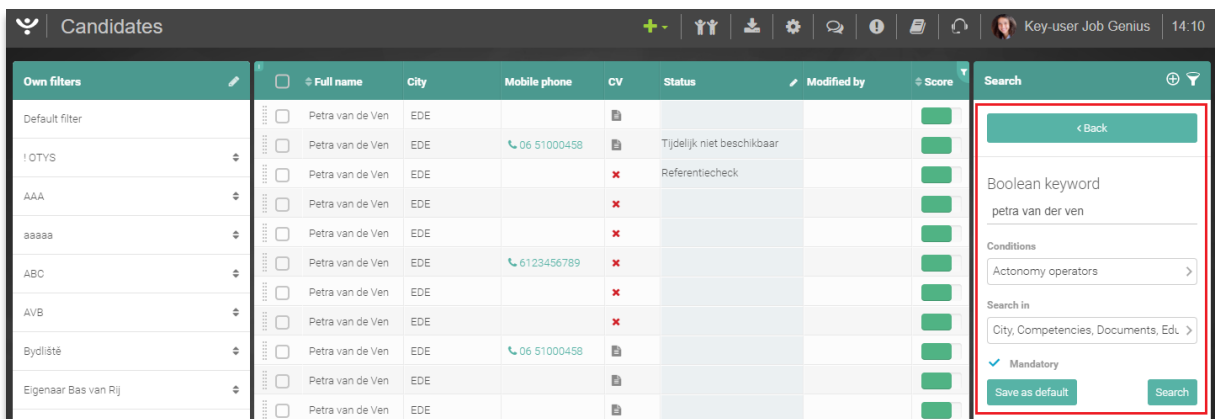 Candidates
Key-user Job Genius
14:10
Own filters
Default filter
! OTYS
AAA
aaaaa
ABC
AVB
Bydliště
Eigenaar Bas van Rij
Full name City Mobile phone CV Status Modified by Score
Petra van de Ven EDE
Petra van de Ven EDE 06 51000458 Tijdelijk niet beschikbaar
Petra van de Ven EDE Referentiecheck
Petra van de Ven EDE
Petra van de Ven EDE
Petra van de Ven EDE 6123456789
Petra van de Ven EDE
Petra van de Ven EDE
Petra van de Ven EDE 06 51000458
Petra van de Ven EDE
Petra van de Ven EDE
Search
< Back
Boolean keyword
petra van der ven
Conditions
Actonomy operators
Search in
City, Competencies, Documents, Edu
Mandatory
Save as default
Search